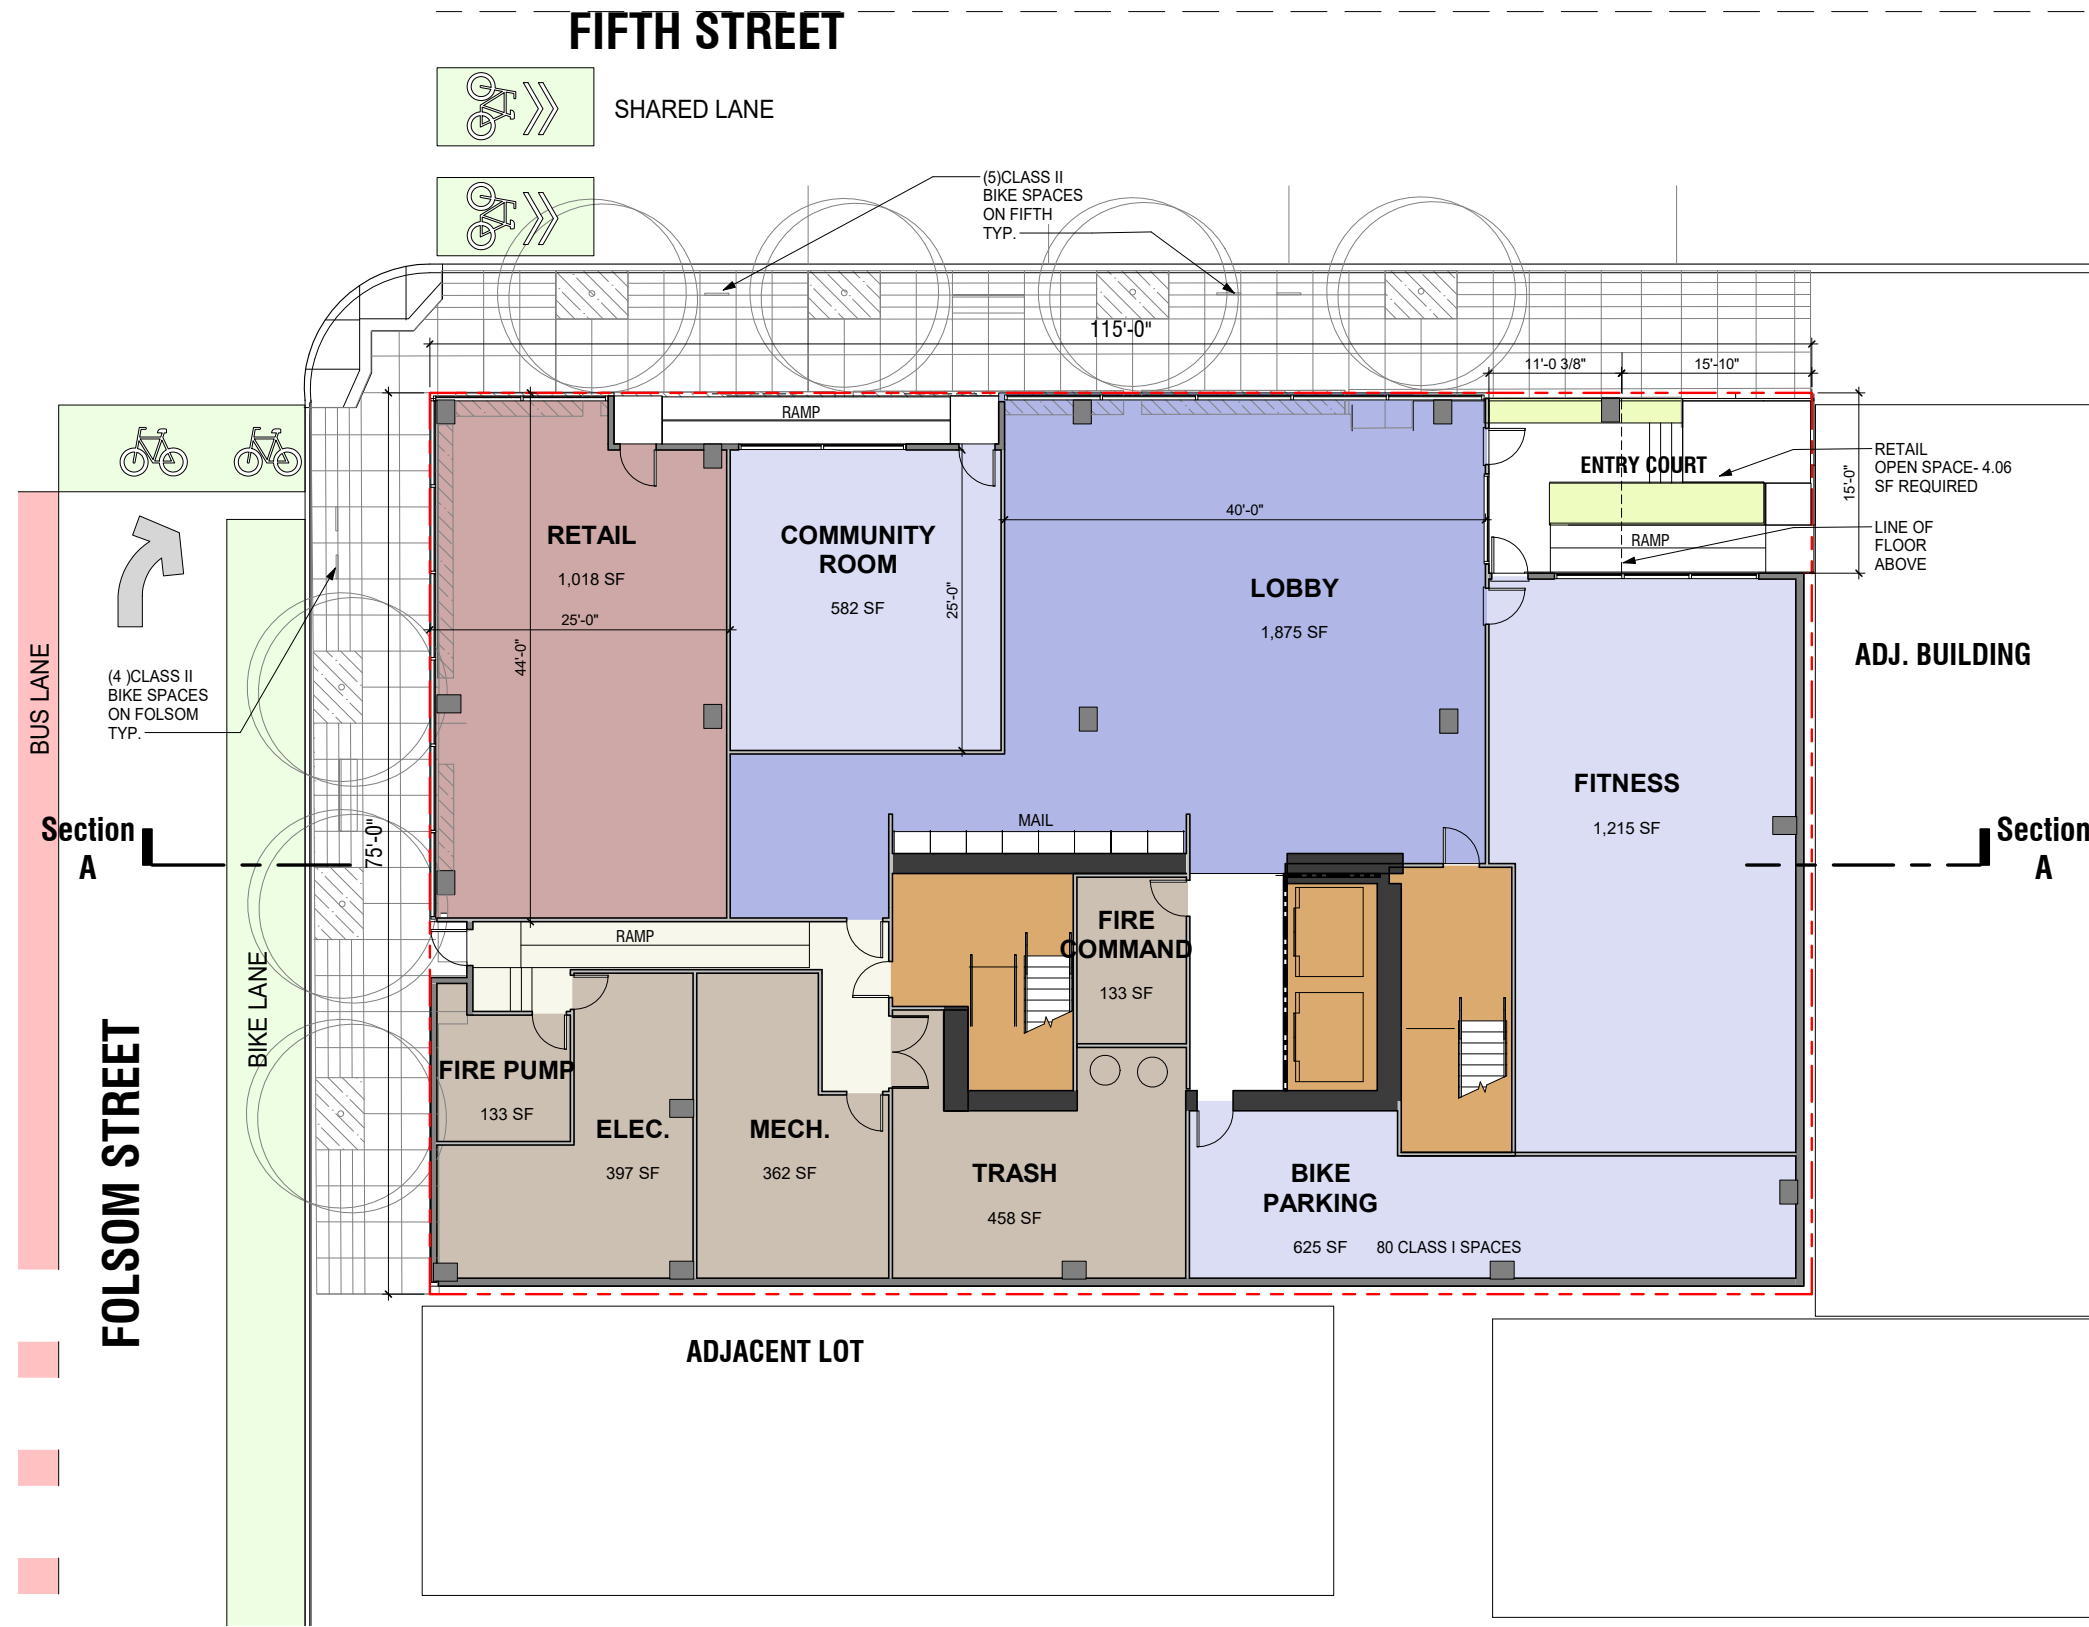 FIFTH STREET
SHARED LANE
(5)CLASS II
BIKE SPACES
ON FIFTH
TYP.
115'-0"
11'-0 3/8"
15'-10"
RAMP
ENTRY COURT
RETAIL
OPEN SPACE- 4.06
SF REQUIRED
15'-0"
LINE OF
FLOOR
ABOVE
RAMP
RETAIL
1,018 SF
25'-0"
44'-0"
COMMUNITY
ROOM
582 SF
25'-0"
40'-0"
LOBBY
1,875 SF
ADJ. BUILDING
BUS LANE
(4 )CLASS II
BIKE SPACES
ON FOLSOM
TYP.
FITNESS
1,215 SF
Section
A
75'-0"
MAIL
Section
A
RAMP
FIRE
COMMAND
133 SF
BIKE LANE
FOLSOM STREET
FIRE PUMP
133 SF
ELEC.
397 SF
MECH.
362 SF
TRASH
458 SF
BIKE
PARKING
625 SF
80 CLASS I SPACES
ADJACENT LOT